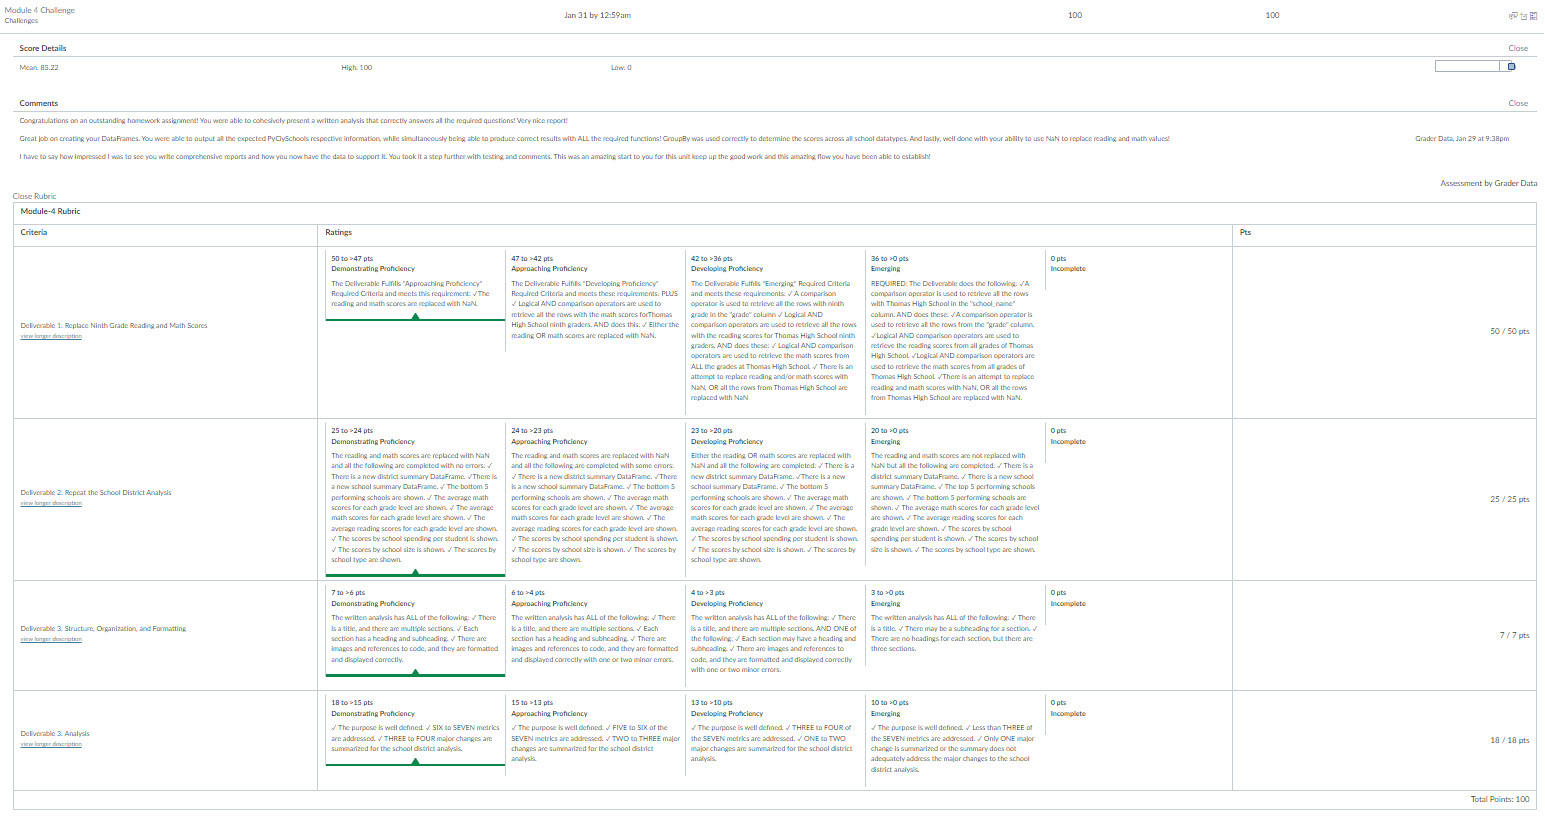 Module 4 Challenge
Challenges
Jan 31 by 12:59am
100
100
Score Details
Close
Mean: 85.22
High: 100
Low: 0
Comments
Close
Congratulations on an outstanding homework assignment! You were able to cohesively present a written analysis that correctly answers all the required questions! Very nice report!
Great job on creating your DataFrames. You were able to output all the expected PyCitySchools respective information, while simultaneously being able to produce correct results with ALL the required functions! GroupBy was used correctly to determine the scores across all school datatypes. And lastly, well done with your ability to use NaN to replace reading and math values!
Grader Data, Jan 29 at 9:38pm
I have to say how impressed I was to see you write comprehensive reports and how you now have the data to support it. You took it a step further with testing and comments. This was an amazing start to you for this unit keep up the good work and this amazing flow you have been able to establish!
Assessment by Grader Data
Close Rubric
Module-4 Rubric
Criteria
Ratings
Pts
Deliverable 1: Replace Ninth Grade Reading and Math Scores
view longer description
50 to >47 pts
Demonstrating Proficiency
The Deliverable Fulfills "Approaching Proficiency"
Required Criteria and meets this requirement: ✓The
reading and math scores are replaced with NaN.
47 to >42 pts
Approaching Proficiency
The Deliverable Fulfills "Developing Proficiency"
Required Criteria and meets these requirements: PLUS
✓ Logical AND comparison operators are used to
retrieve all the rows with the math scores forThomas
High School ninth graders. AND does this: ✓ Either the
reading OR math scores are replaced with NaN.
42 to >36 pts
Developing Proficiency
The Deliverable Fulfills "Emerging" Required Criteria
and meets these requirements: ✓A comparison
operator is used to retrieve all the rows with ninth
grade in the "grade" column ✓ Logical AND
comparison operators are used to retrieve all the rows
with the reading scores for Thomas High School ninth
graders. AND does these: ✓ Logical AND comparison
operators are used to retrieve the math scores from
ALL the grades at Thomas High School. ✓ There is an
attempt to replace reading and/or math scores with
NaN, OR all the rows from Thomas High School are
replaced with NaN
36 to >0 pts
Emerging
REQUIRED: The Deliverable does the following: ✓A
comparison operator is used to retrieve all the rows
with Thomas High School in the "school_name"
column. AND does these. ✓A comparison operator is
used to retrieve all the rows from the "grade" column.
✓Logical AND comparison operators are used to
retrieve the reading scores from all grades of Thomas
High School. ✓Logical AND comparison operators are
used to retrieve the math scores from all grades of
Thomas High School. ✓There is an attempt to replace
reading and math scores with NaN, OR all the rows
from Thomas High School are replaced with NaN.
0 pts
Incomplete
50 / 50 pts
Deliverable 2: Repeat the School District Analysis
view longer description
25 to >24 pts
Demonstrating Proficiency
The reading and math scores are replaced with NaN
and all the following are completed with no errors: ✓
There is a new district summary DataFrame. ✓There is
a new school summary DataFrame. ✓ The bottom 5
performing schools are shown. ✓ The average math
scores for each grade level are shown. ✓ The average
math scores for each grade level are shown. ✓ The
average reading scores for each grade level are shown.
✓ The scores by school spending per student is shown.
✓ The scores by school size is shown. ✓ The scores by
school type are shown.
24 to >23 pts
Approaching Proficiency
The reading and math scores are replaced with NaN
and all the following are completed with some errors:
✓ There is a new district summary DataFrame. ✓There
is a new school summary DataFrame. ✓ The bottom 5
performing schools are shown. ✓ The average math
scores for each grade level are shown. ✓ The average
math scores for each grade level are shown. ✓ The
average reading scores for each grade level are shown.
✓ The scores by school spending per student is shown.
✓ The scores by school size is shown. ✓ The scores by
school type are shown.
23 to >20 pts
Developing Proficiency
Either the reading OR math scores are replaced with
NaN and all the following are completed: ✓ There is a
new district summary DataFrame. ✓ There is a new
school summary DataFrame. ✓ The bottom 5
performing schools are shown. ✓ The average math
scores for each grade level are shown. ✓ The average
math scores for each grade level are shown. ✓ The
average reading scores for each grade level are shown.
✓ The scores by school spending per student is shown.
✓ The scores by school size is shown. ✓ The scores by
school type are shown.
20 to >0 pts
Emerging
The reading and math scores are not replaced with
NaN but all the following are completed: ✓ There is a
new district summary DataFrame. ✓ There is a new school
summary DataFrame. ✓ The top 5 performing schools
are shown. ✓ The bottom 5 performing schools are
shown. ✓ The average math scores for each grade level
are shown. ✓ The average reading scores for each
grade level are shown. ✓ The scores by school
spending per student is shown. ✓ The scores by school
size is shown. ✓ The scores by school type are shown.
0 pts
Incomplete
25 / 25 pts
Deliverable 3: Structure, Organization, and Formatting
view longer description
7 to >6 pts
Demonstrating Proficiency
The written analysis has ALL of the following: ✓ There
is a title, and there are multiple sections. ✓ Each
section has a heading and subheading. ✓ There are
images and references to code, and they are formatted
and displayed correctly.
6 to >4 pts
Approaching Proficiency
The written analysis has ALL of the following: ✓ There
is a title, and there are multiple sections. ✓ Each
section has a heading and subheading. ✓ There are
images and references to code, and they are formatted
and displayed correctly with one or two minor errors.
4 to >3 pts
Developing Proficiency
The written analysis has ALL of the following: ✓ There
is a title, and there are multiple sections. AND ONE of
the following: ✓ Each section may have a heading and
subheading. ✓ There are images and references to
code, and they are formatted and displayed correctly
with one or two minor errors.
3 to >0 pts
Emerging
The written analysis has ALL of the following: ✓ There
is a title. ✓ There may be a subheading for a section. ✓
There are no headings for each section, but there are
three sections.
0 pts
Incomplete
7 / 7 pts
Deliverable 3: Analysis
view longer description
18 to >15 pts
Demonstrating Proficiency
✓ The purpose is well defined. ✓ SIX to SEVEN metrics
are addressed. ✓ THREE to FOUR major changes are
summarized for the school district analysis.
15 to >13 pts
Approaching Proficiency
✓ The purpose is well defined. ✓ FIVE to SIX of the
SEVEN metrics are addressed. ✓ TWO to THREE major
changes are summarized for the school district
analysis.
13 to >10 pts
Developing Proficiency
✓ The purpose is well defined. ✓ THREE to FOUR of
the SEVEN metrics are addressed. ✓ ONE to TWO
major changes are summarized for the school district
analysis.
10 to >0 pts
Emerging
✓ The purpose is well defined. ✓ Less than THREE of
the SEVEN metrics are addressed. ✓ Only ONE major
change is summarized or the summary does not
adequately address the major changes to the school
district analysis.
0 pts
Incomplete
18 / 18 pts
Total Points: 100